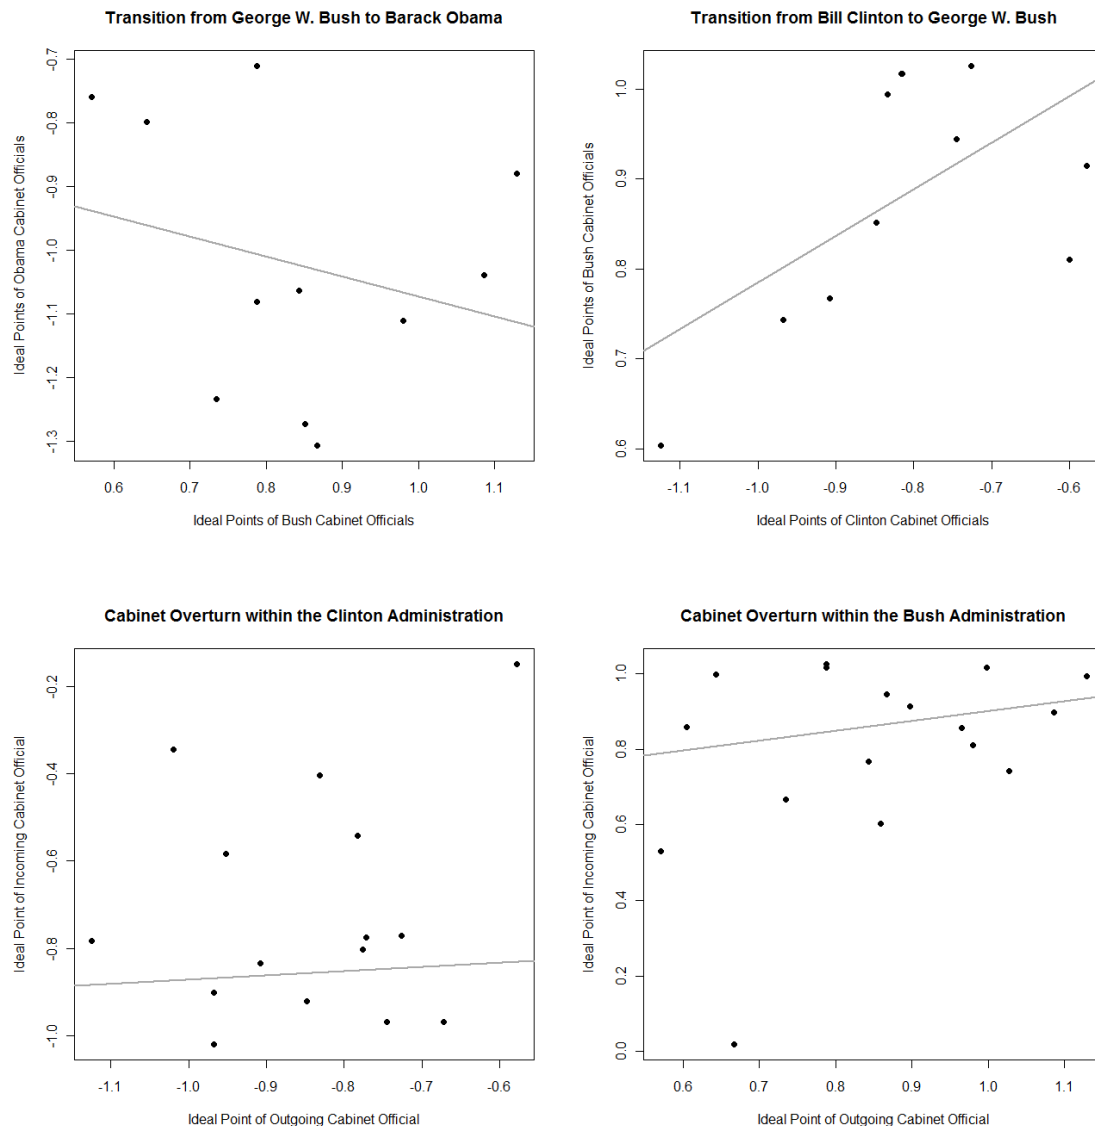 Transition from George W. Bush to Barack Obama
Ideal Points of Obama Cabinet Officials
-0.7
-0.8
-0.9
-1.0
-1.1
-1.2
-1.3
0.6 0.7 0.8 0.9 1.0 1.1
Ideal Points of Bush Cabinet Officials
Transition from Bill Clinton to George W. Bush
Ideal Points of Bush Cabinet Officials
1.0
0.9
0.8
0.7
0.6
-1.1 -1.0 -0.9 -0.8 -0.7 -0.6
Ideal Points of Clinton Cabinet Officials
Cabinet Overturn within the Clinton Administration
Ideal Point of Incoming Cabinet Official
-0.2
-0.4
-0.6
-0.8
-1.0
-1.1 -1.0 -0.9 -0.8 -0.7 -0.6
Ideal Point of Outgoing Cabinet Official
Cabinet Overturn within the Bush Administration
Ideal Point of Incoming Cabinet Official
1.0
0.8
0.6
0.4
0.2
0.0
0.6 0.7 0.8 0.9 1.0 1.1
Ideal Point of Outgoing Cabinet Official